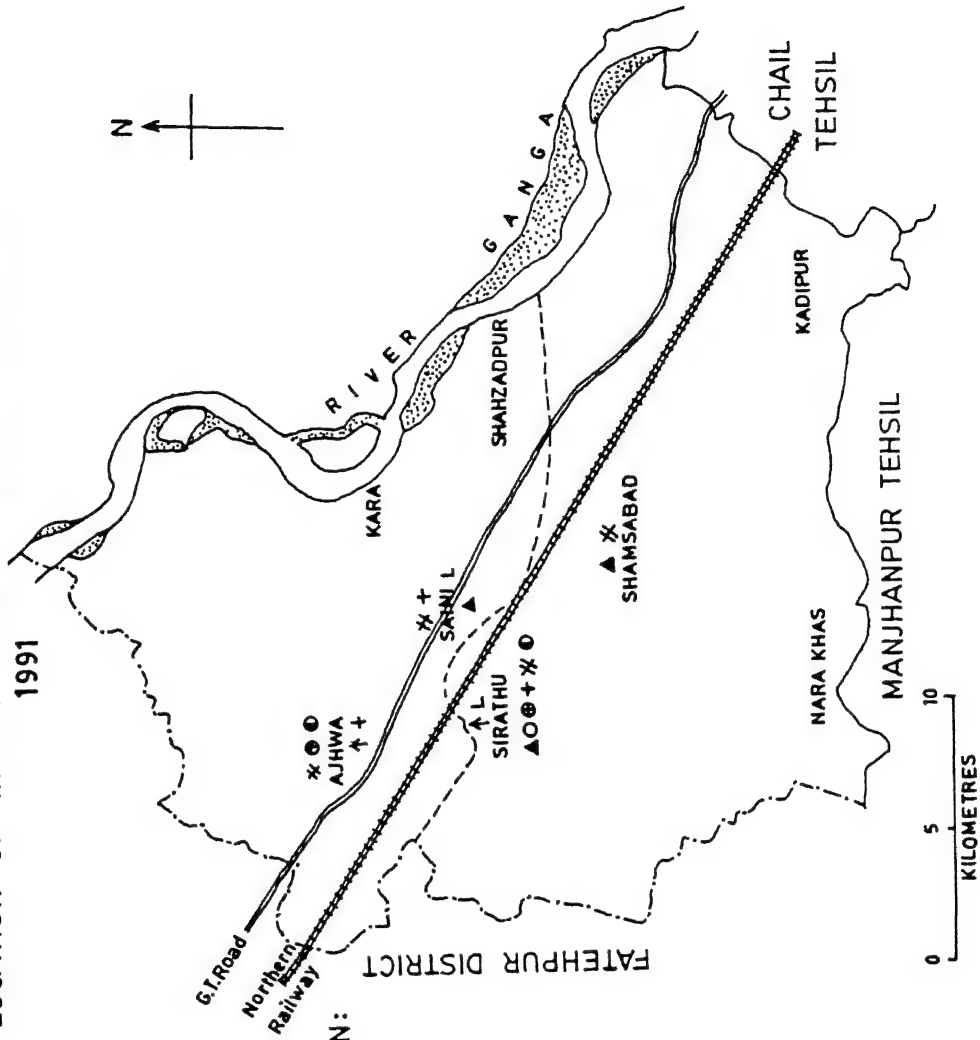 1991
N
RIVER GANGA
KARA
SHAHZADPUR
G.T.Road
Northern
Railway
AJHWA
SAINI L
L
SIRATHU
SHAMSABAD
CHAIL
TEHSIL
KADIPUR
NARA KHAS
MANJHANPUR TEHSIL
FATEHPUR DISTRICT
N:
0 5 10
KILOMETRES